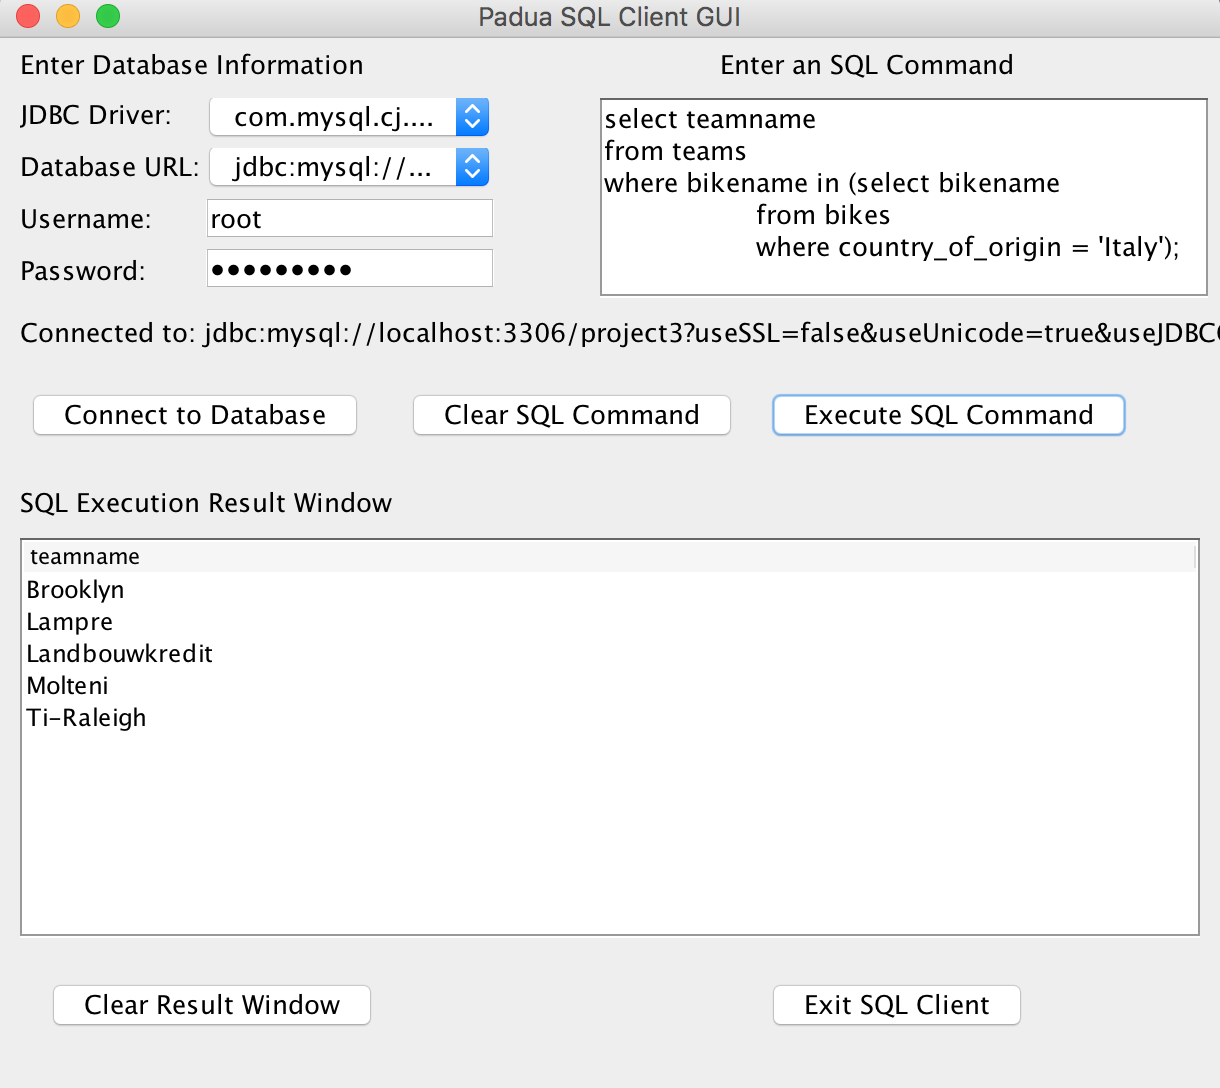 Padua SQL Client GUI
Enter Database Information
JDBC Driver: com.mysql.cj....
Database URL: jdbc:mysql://...
Username: root
Password: •••••••••
Enter an SQL Command
select teamname
from teams
where bikename in (select bikename
from bikes
where country_of_origin = 'Italy');
Connected to: jdbc:mysql://localhost:3306/project3?useSSL=false&useUnicode=true&useJDBC
Connect to Database
Clear SQL Command
Execute SQL Command
SQL Execution Result Window
teamname
Brooklyn
Lampre
Landbouwkredit
Molteni
Ti-Raleigh
Clear Result Window
Exit SQL Client